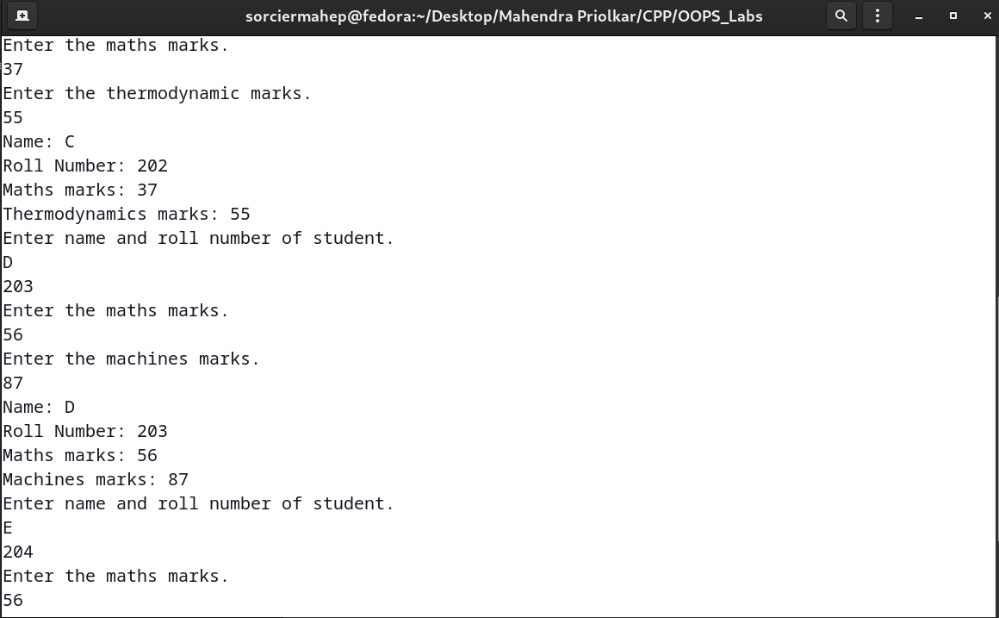 sorciermahep@fedora:~/Desktop/Mahendra Priolkar/CPP/OOPS_Labs
Enter the maths marks.
37
Enter the thermodynamic marks.
55
Name: C
Roll Number: 202
Maths marks: 37
Thermodynamics marks: 55
Enter name and roll number of student.
D
203
Enter the maths marks.
56
Enter the machines marks.
87
Name: D
Roll Number: 203
Maths marks: 56
Machines marks: 87
Enter name and roll number of student.
E
204
Enter the maths marks.
56